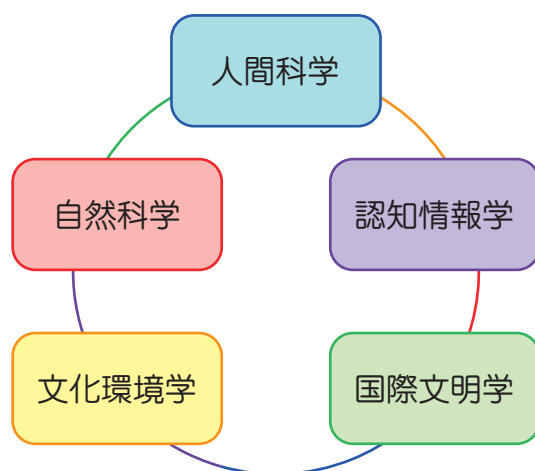 人間科学
自然科学
認知情報学
文化環境学
国際文明学